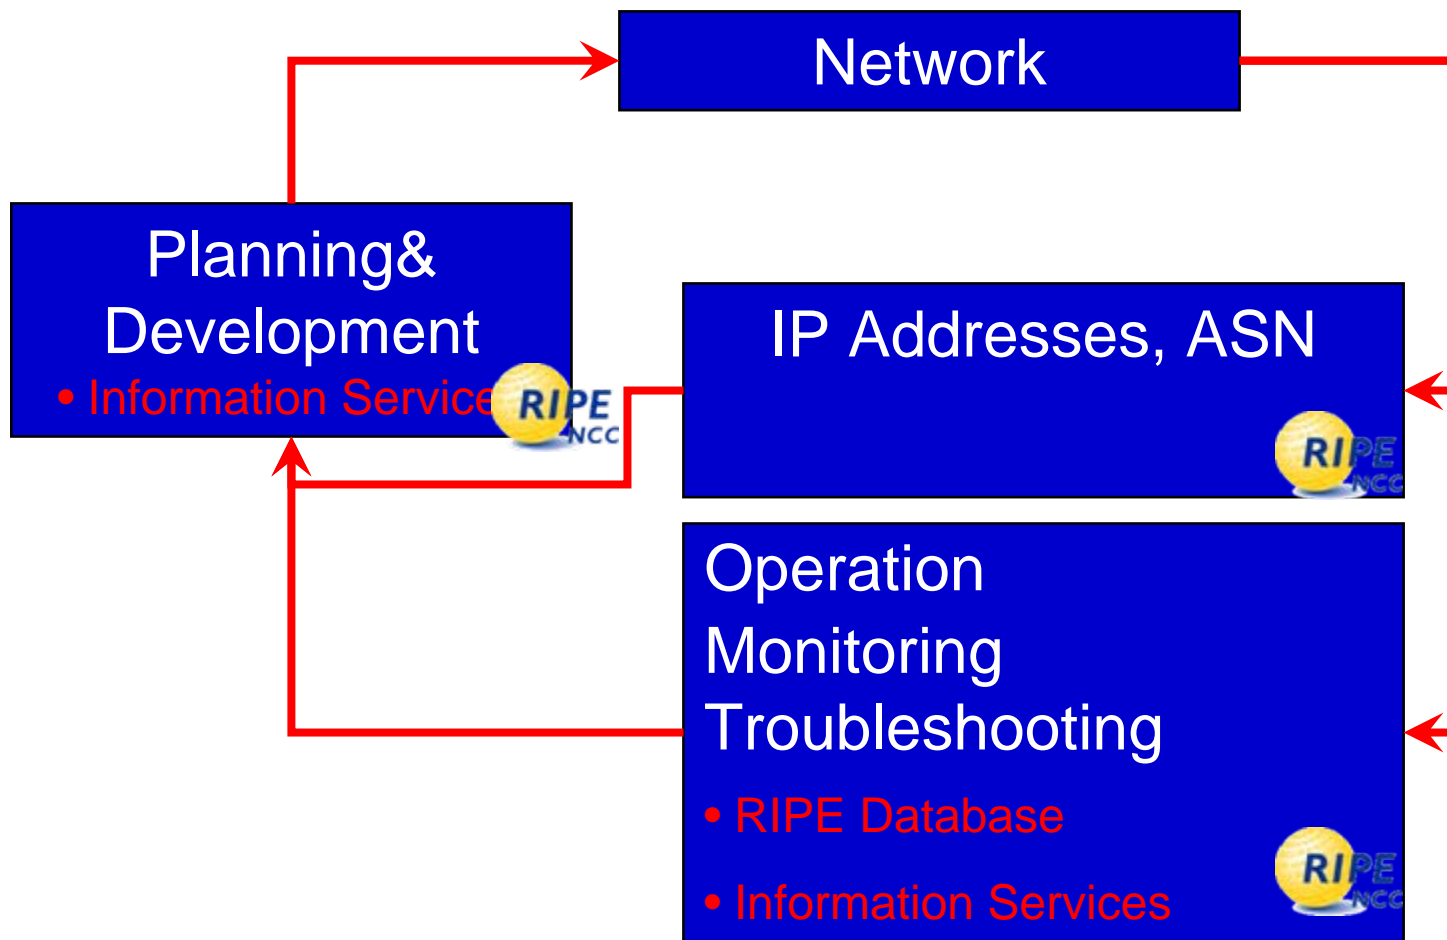 Network
Planning&
Development
• Information Service
RIPE
NCC
IP Addresses, ASN
RIPE
NCC
Operation
Monitoring
Troubleshooting
• RIPE Database
• Information Services
RIPE
NCC